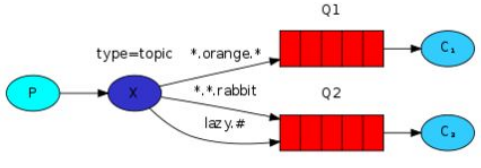 Q1
type=topic
*.orange.*
C₁
P
X
*.*.rabbit
Q2
lazy.#
C₂